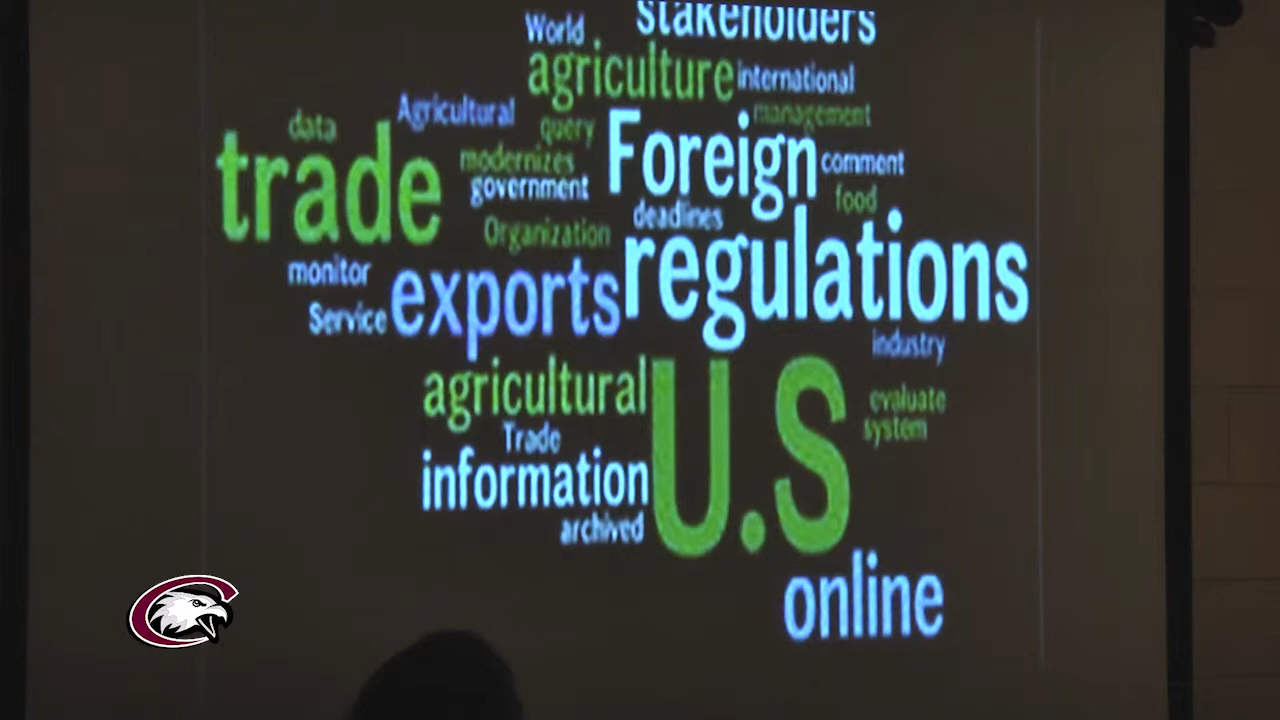 stakeholders
World
agriculture international
Agricultural
management
data
query
trade
modernizes
Foreign comment
government
food
deadlines
Organization
regulations
monitor
exports
Service
industry
agricultural
U.S
evaluate
system
Trade
information
archived
online
C